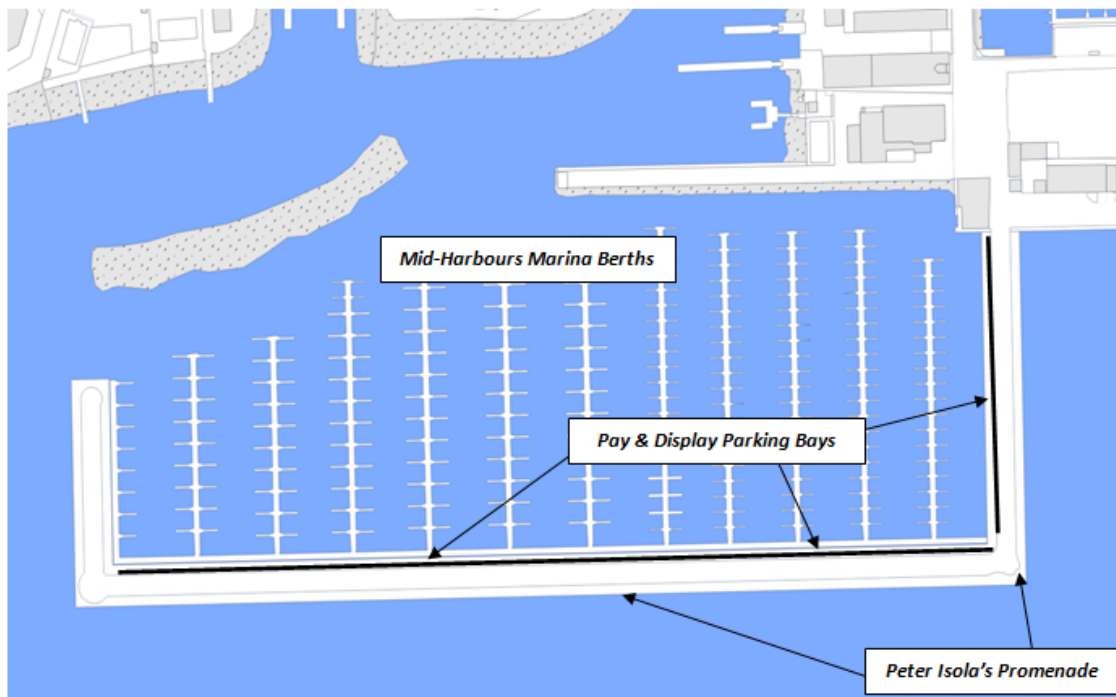 Mid-Harbours Marina Berths
Pay & Display Parking Bays
Peter Isola's Promenade